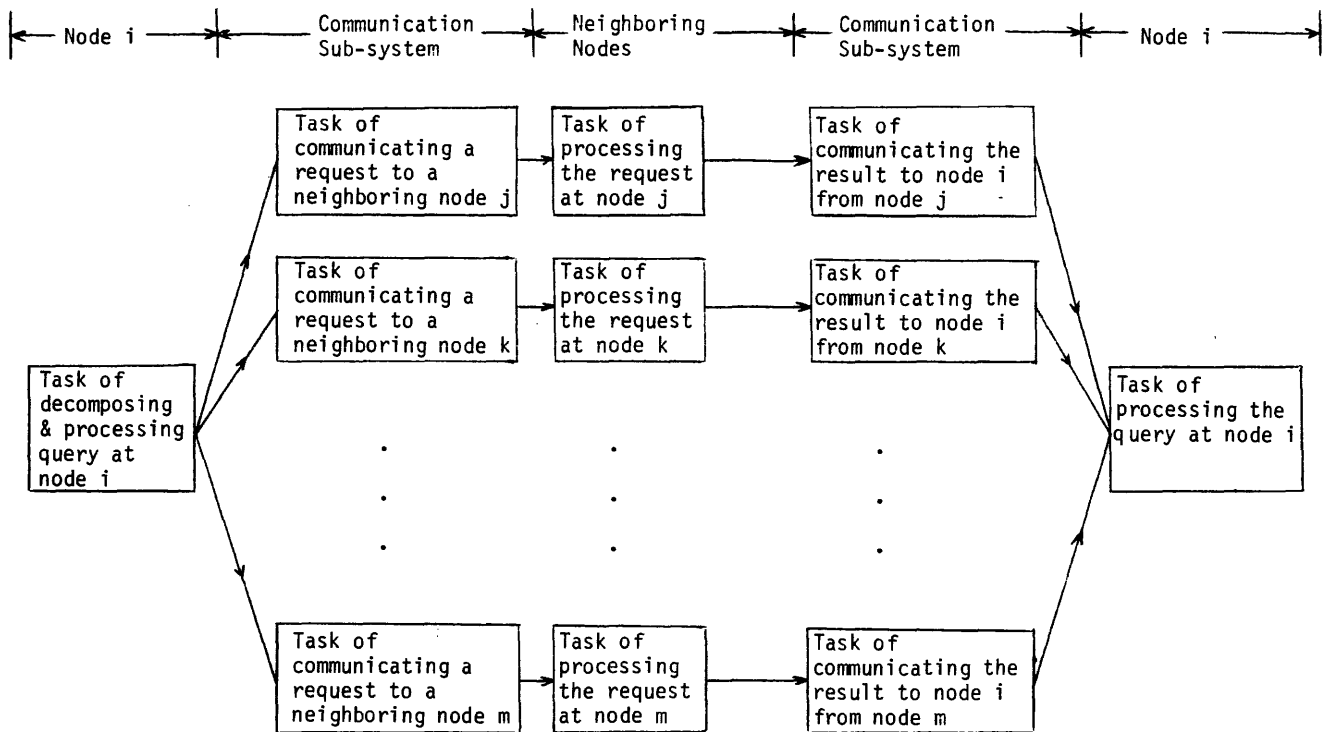 Node i
Communication
Sub-system
Neighboring
Nodes
Communication
Sub-system
Node i
Task of
communicating a
request to a
neighboring node j
Task of
processing
the request
at node j
Task of
communicating the
result to node i
from node j
Task of
communicating a
request to a
neighboring node k
Task of
processing
the request
at node k
Task of
communicating the
result to node i
from node k
Task of
decomposing
& processing
query at
node i
Task of
processing the
query at node i
Task of
communicating a
request to a
neighboring node m
Task of
processing
the request
at node m
Task of
communicating the
result to node i
from node m